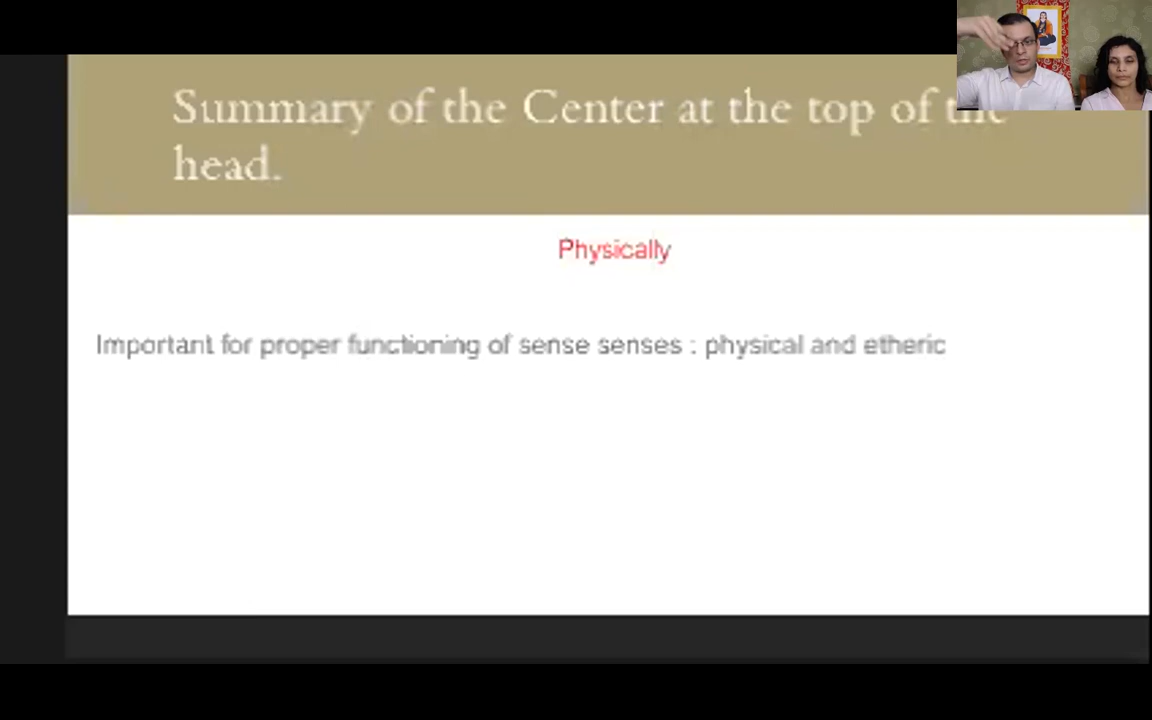 Summary of the Center at the top of the
head.
Physically
Important for proper functioning of sense senses : physical and etheric